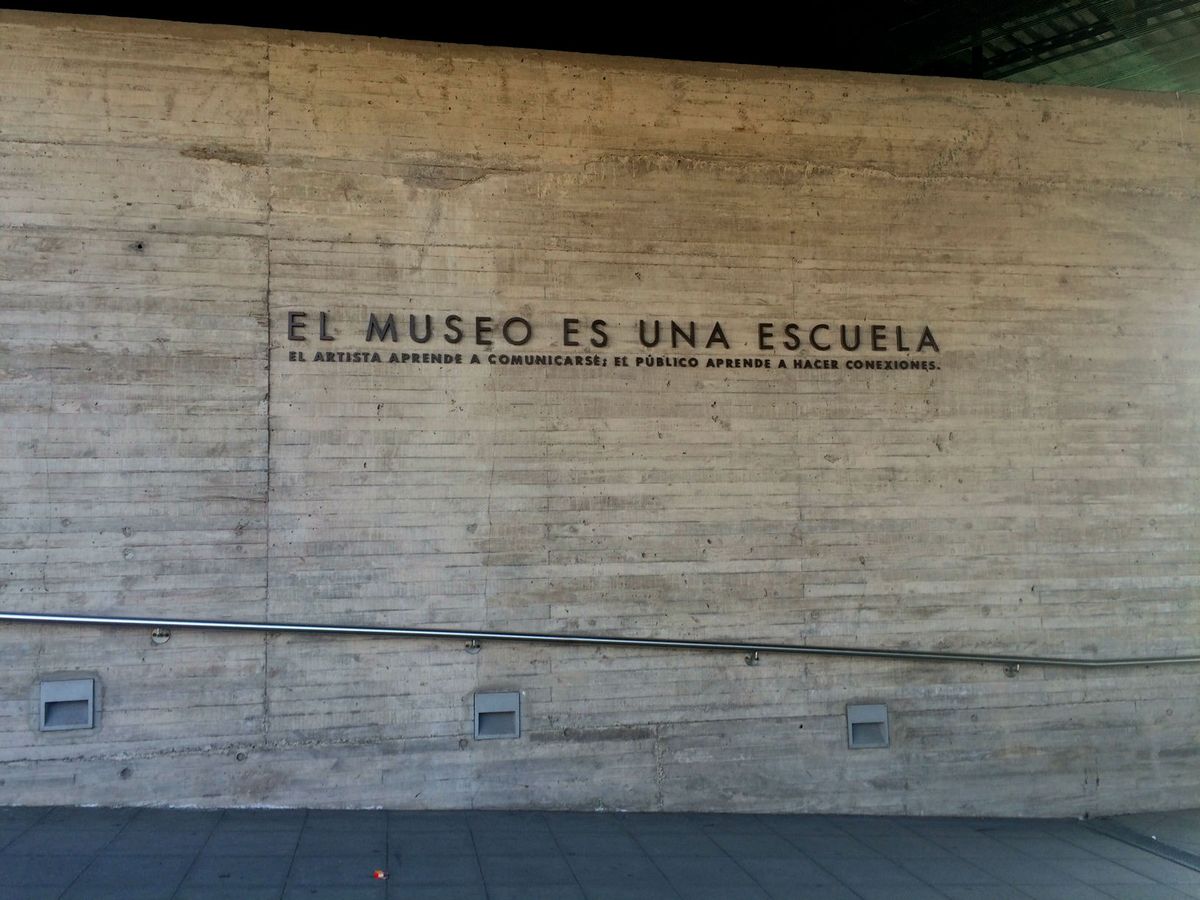 EL MUSEO ES UNA ESCUELA
EL ARTISTA APRENDE A COMUNICARSE; EL PÚBLICO APRENDE A HACER CONEXIONES.